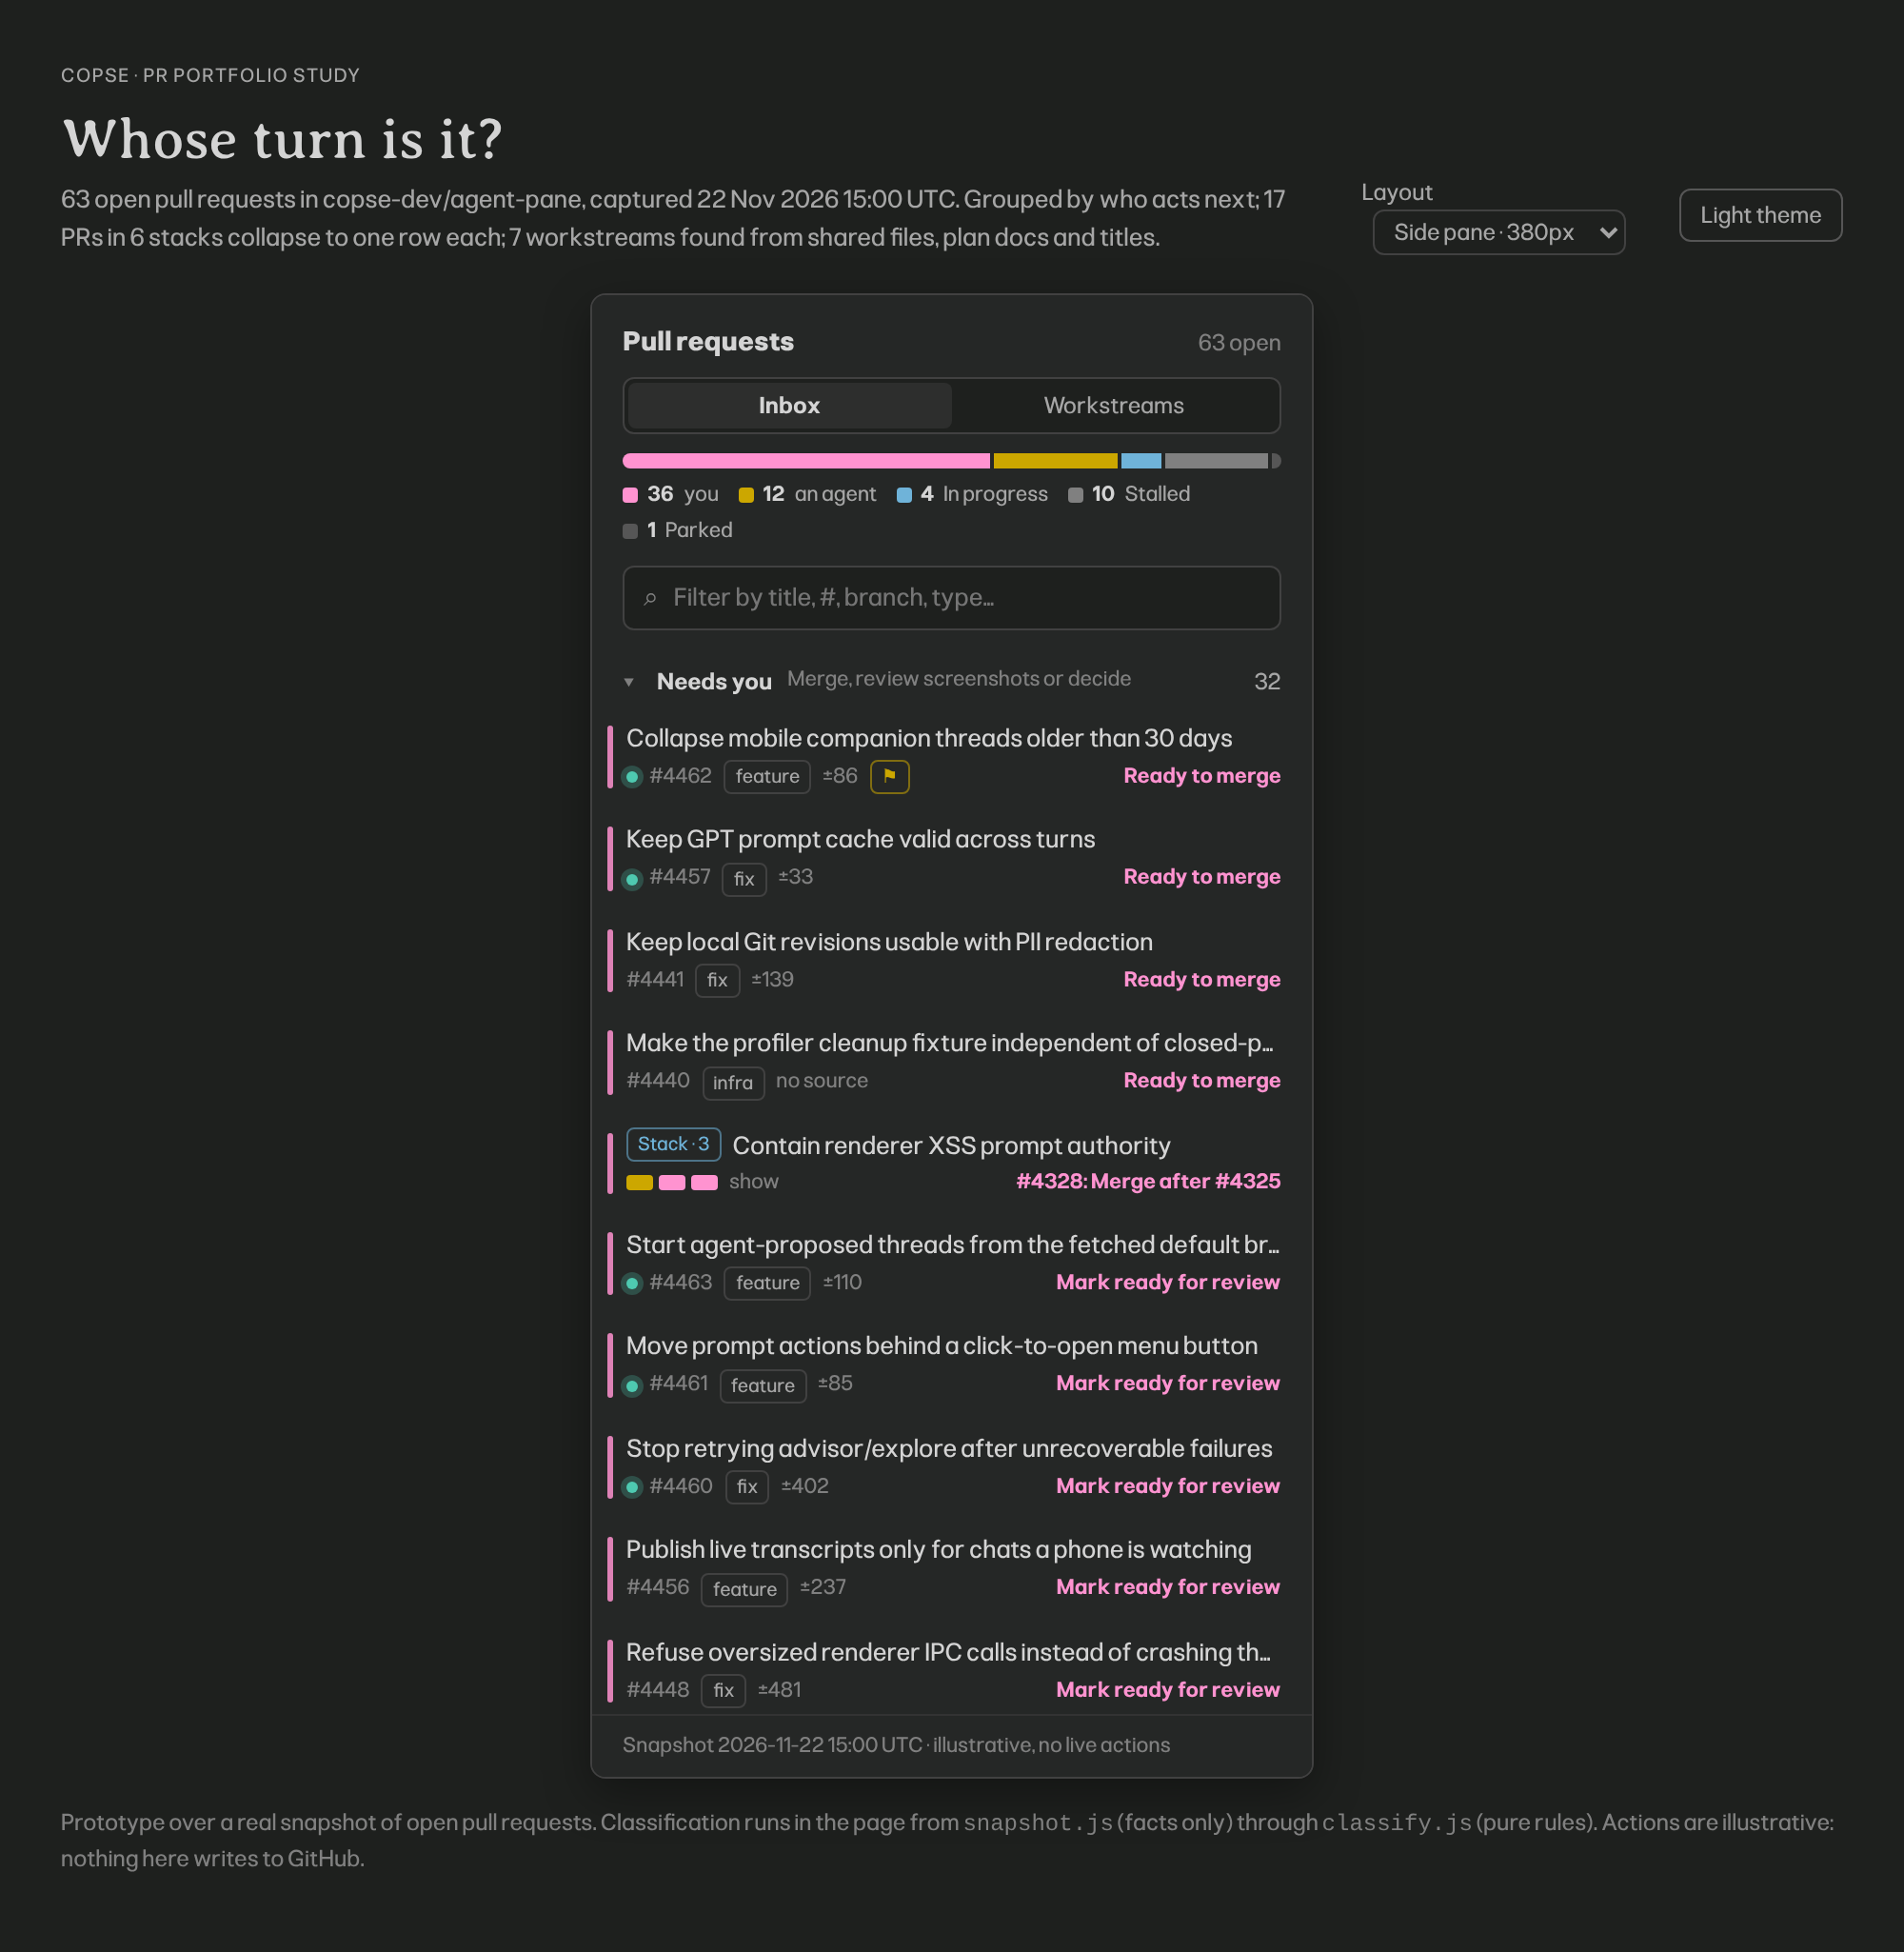 COPSE · PR PORTFOLIO STUDY
Whose turn is it?
63 open pull requests in copse-dev/agent-pane, captured 22 Nov 2026 15:00 UTC. Grouped by who acts next; 17
PRs in 6 stacks collapse to one row each; 7 workstreams found from shared files, plan docs and titles.
Layout
Side pane · 380px
Light theme
Pull requests
63 open
Inbox
Workstreams
36 you 12 an agent 4 In progress 10 Stalled
1 Parked
Filter by title, #, branch, type…
Needs you Merge, review screenshots or decide 32
Collapse mobile companion threads older than 30 days
#4462 feature ±86 Ready to merge
Keep GPT prompt cache valid across turns
#4457 fix ±33 Ready to merge
Keep local Git revisions usable with PII redaction
#4441 fix ±139 Ready to merge
Make the profiler cleanup fixture independent of closed-p…
#4440 infra no source Ready to merge
Stack · 3 Contain renderer XSS prompt authority
show #4328: Merge after #4325
Start agent-proposed threads from the fetched default br…
#4463 feature ±110 Mark ready for review
Move prompt actions behind a click-to-open menu button
#4461 feature ±85 Mark ready for review
Stop retrying advisor/explore after unrecoverable failures
#4460 fix ±402 Mark ready for review
Publish live transcripts only for chats a phone is watching
#4456 feature ±237 Mark ready for review
Refuse oversized renderer IPC calls instead of crashing th…
#4448 fix ±481 Mark ready for review
Snapshot 2026-11-22 15:00 UTC · illustrative, no live actions
Prototype over a real snapshot of open pull requests. Classification runs in the page from snapshot.js (facts only) through classify.js (pure rules). Actions are illustrative:
nothing here writes to GitHub.